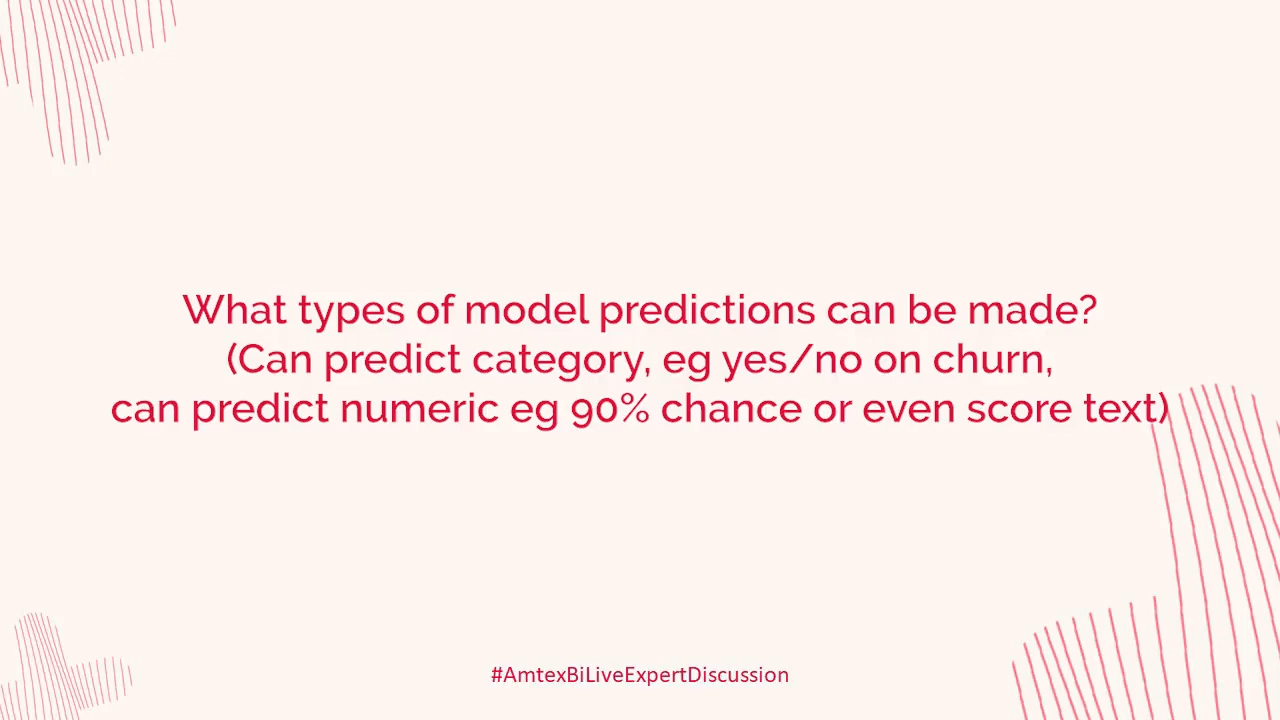 What types of model predictions can be made?
(Can predict category, eg yes/no on churn,
can predict numeric eg 90% chance or even score text)
#AmtexBiLiveExpertDiscussion